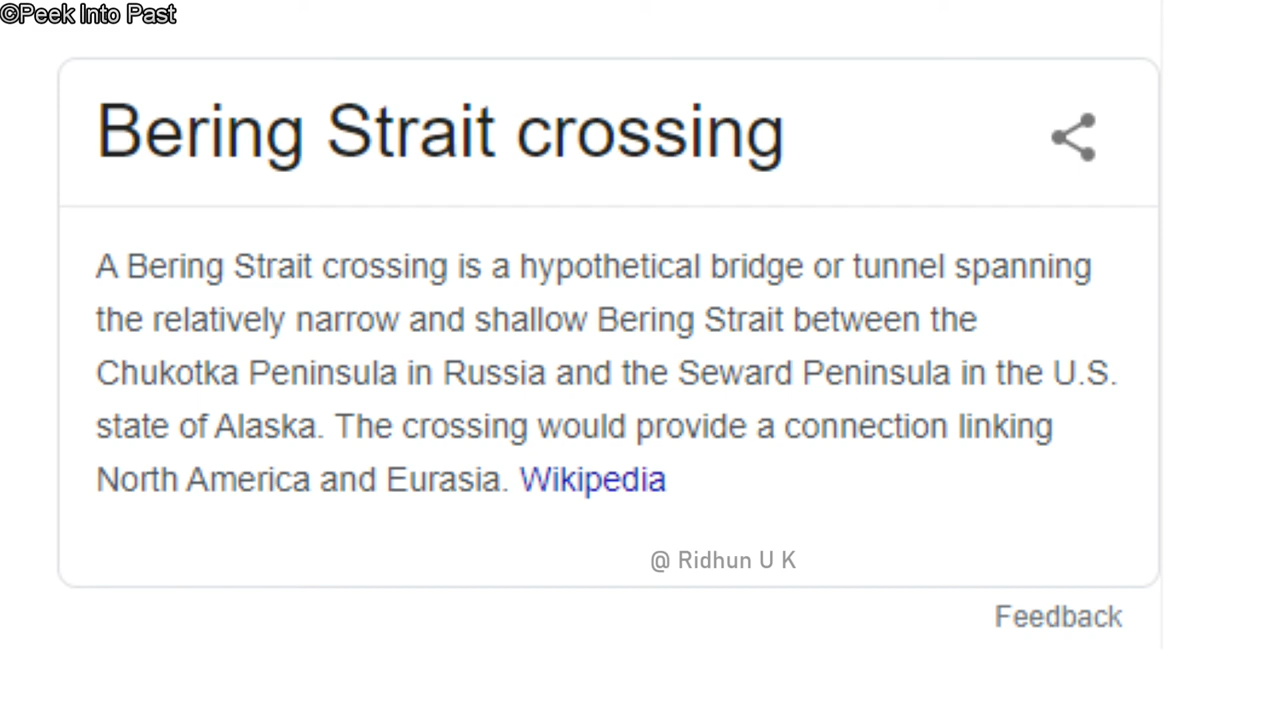 ©Peek Into Past
Bering Strait crossing
A Bering Strait crossing is a hypothetical bridge or tunnel spanning
the relatively narrow and shallow Bering Strait between the
Chukotka Peninsula in Russia and the Seward Peninsula in the U.S.
state of Alaska. The crossing would provide a connection linking
North America and Eurasia. Wikipedia
@ Ridhun U K
Feedback